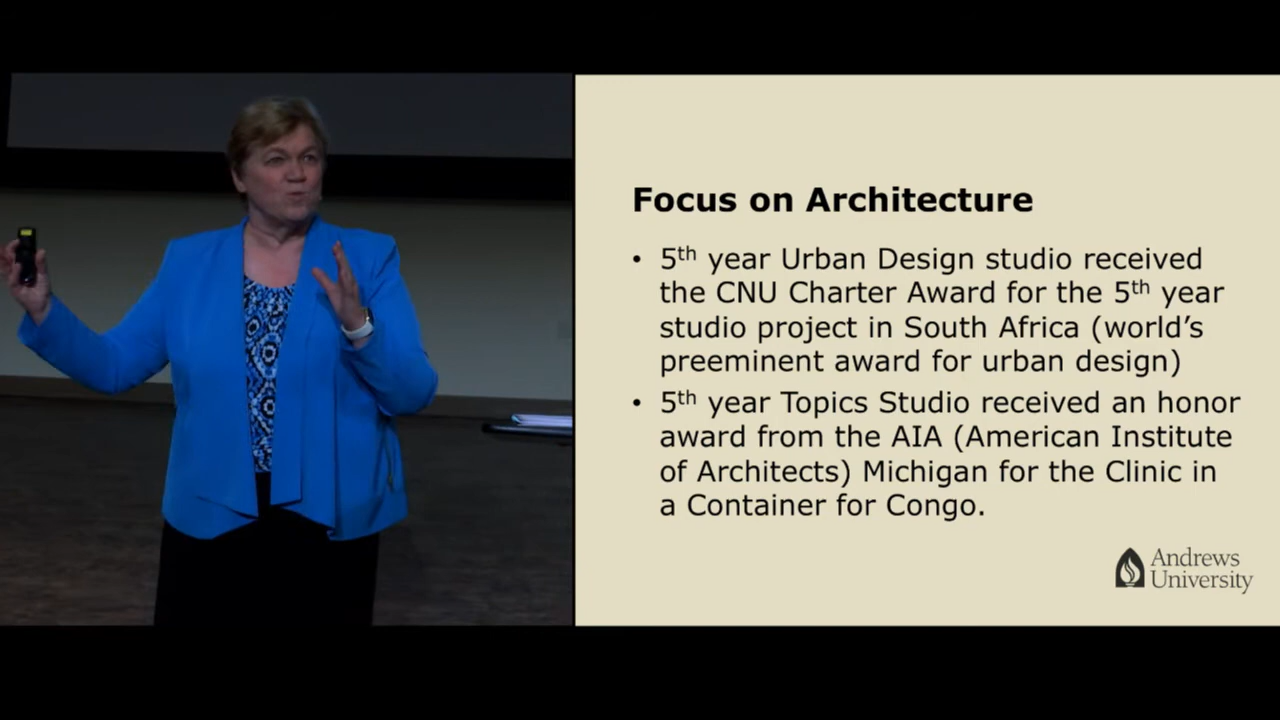 Focus on Architecture
• 5th year Urban Design studio received
the CNU Charter Award for the 5th year
studio project in South Africa (world's
preeminent award for urban design)
• 5th year Topics Studio received an honor
award from the AIA (American Institute
of Architects) Michigan for the Clinic in
a Container for Congo.
Andrews
University